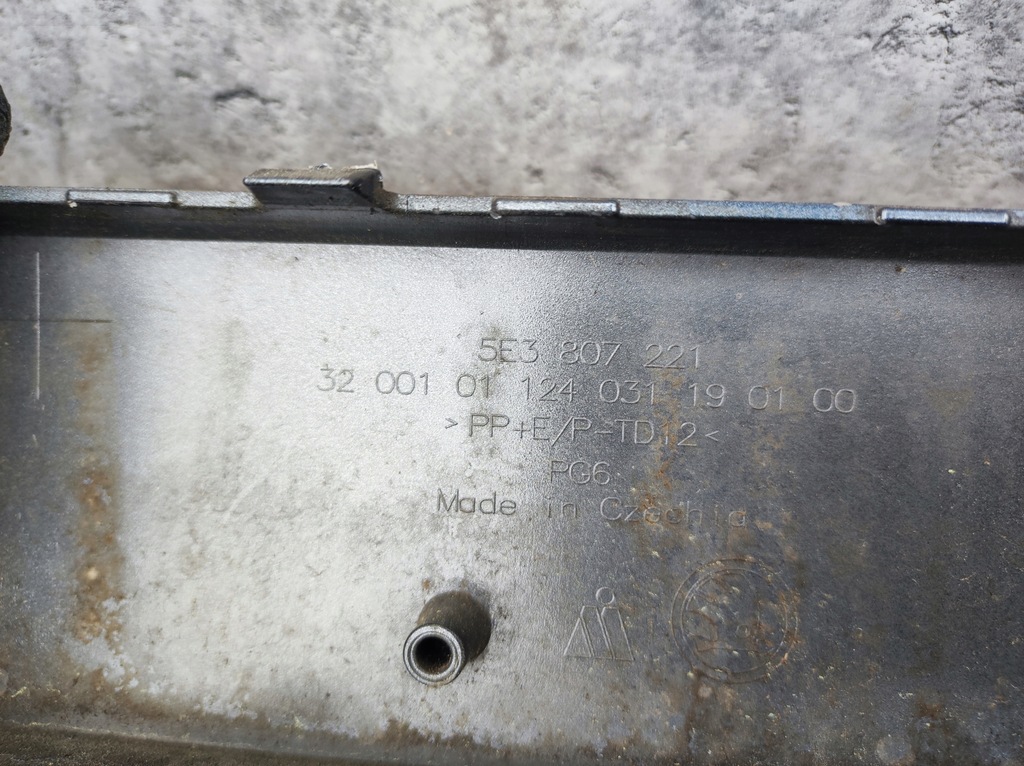 5E3 807 221
32 001 01 124 031 19 01 00
>PP+E/P-TD12<
PG6
Made in Czechia